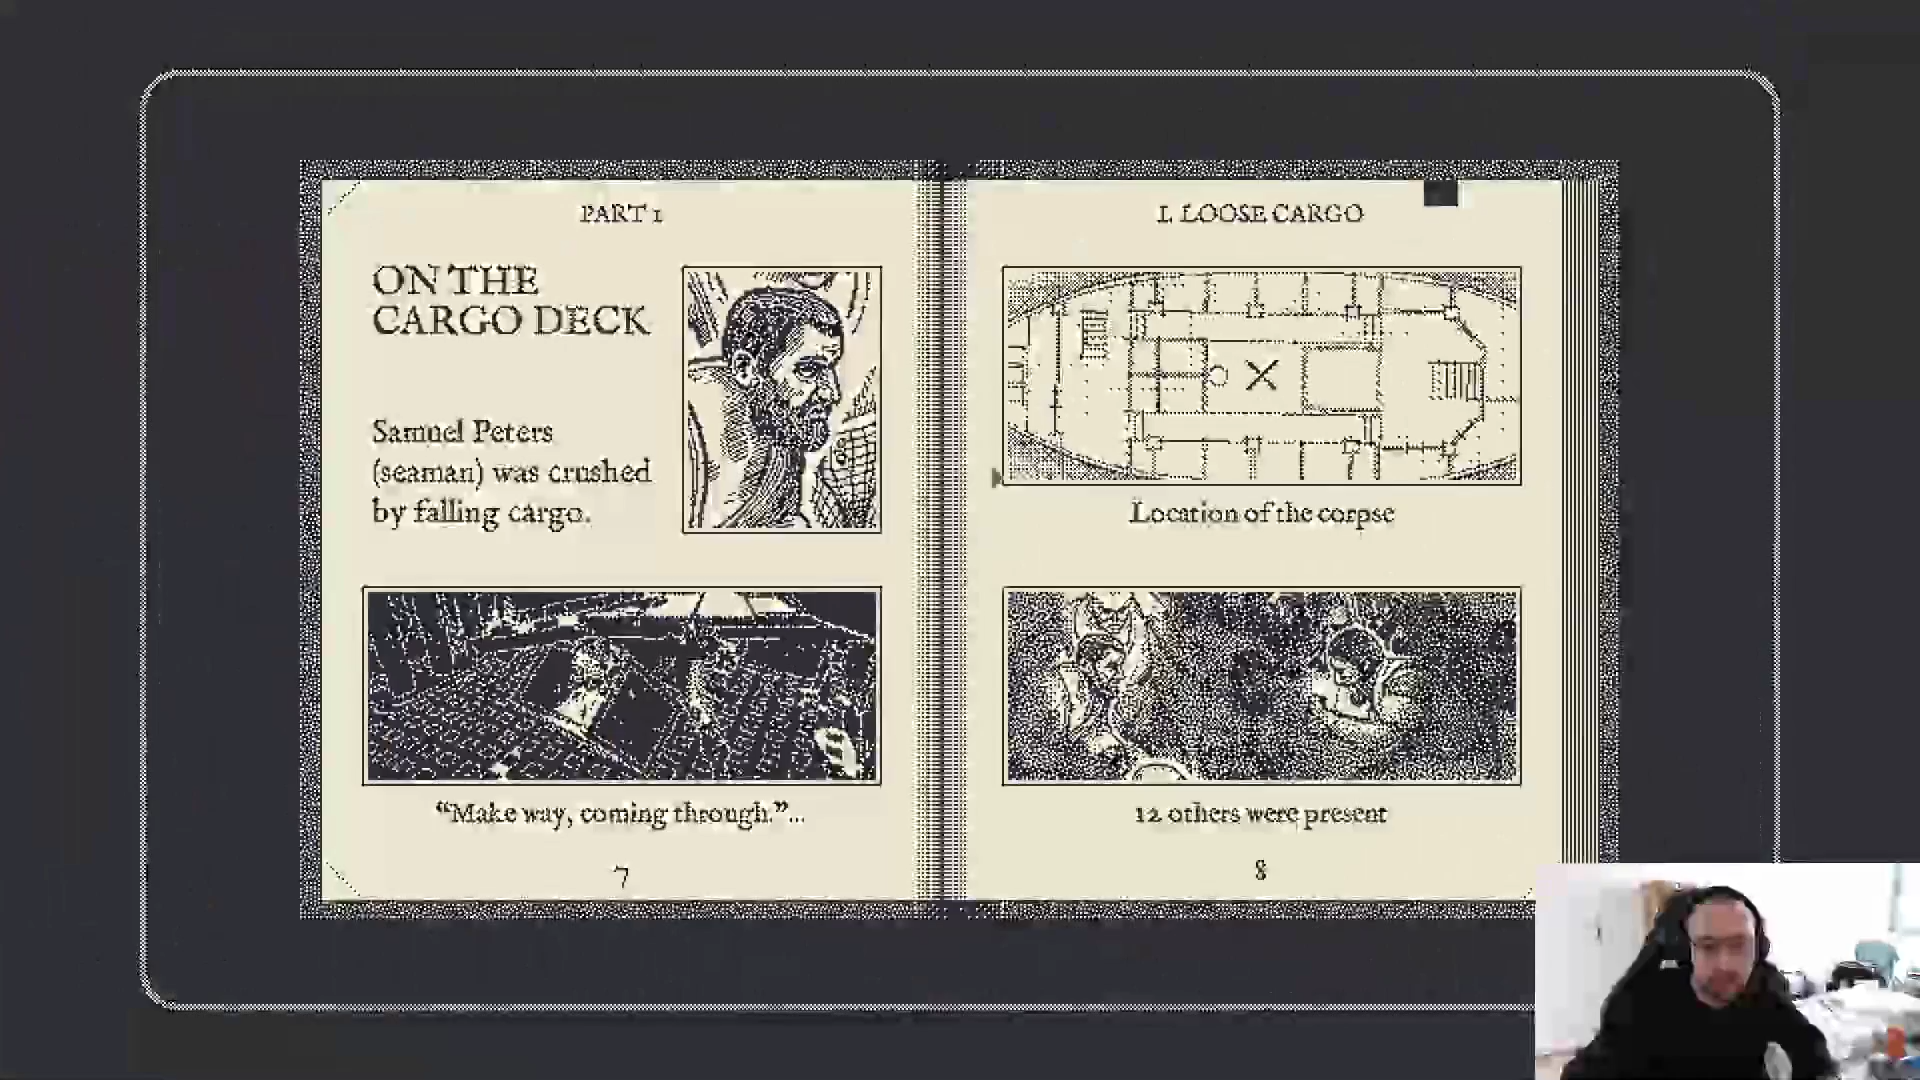 PART 1
ON THE
CARGO DECK
Samuel Peters
(seaman) was crushed
by falling cargo.
"Make way, coming through."...
7
I. LOOSE CARGO
Location of the corpse
12 others were present
8